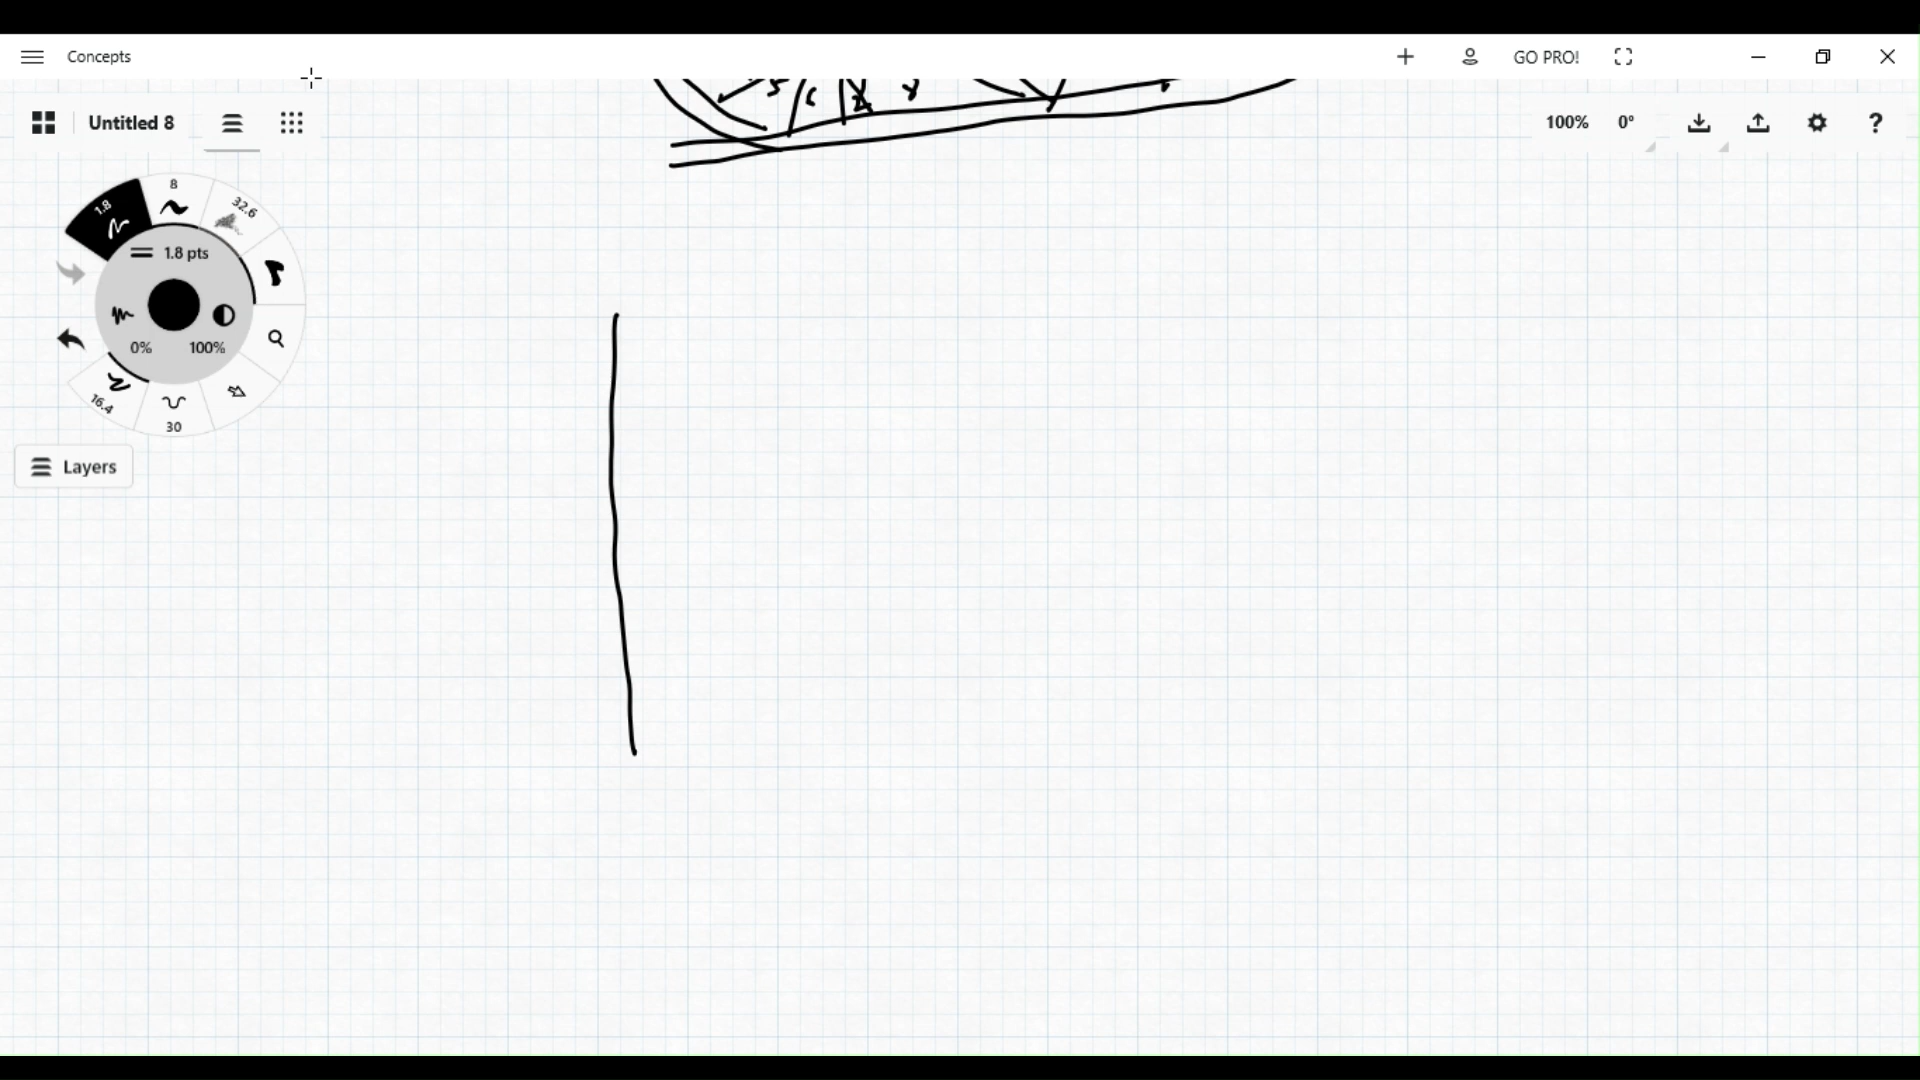 Concepts
GO PRO!
Untitled 8
100% 0° ?
8
1.8
32.6
1.8 pts
0% 100%
16.4
30
Layers